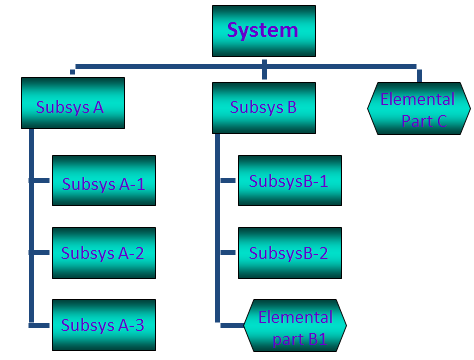 System
Subsys A
Subsys B
Elemental
Part C
Subsys A-1
SubsysB-1
Subsys A-2
SubsysB-2
Subsys A-3
Elemental
part B1